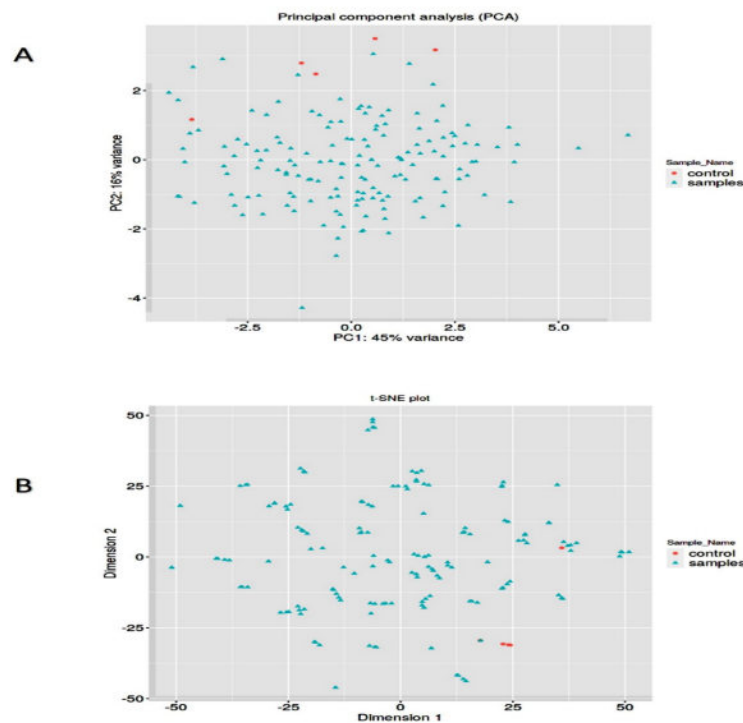 Principal component analysis (PCA)
A
2
0
-2
-4
PC2: 16% variance
-2.5
0.0
2.5
5.0
PC1: 45% variance
Sample_Name
control
samples
t-SNE plot
B
50
25
0
-25
-50
Dimension 2
-50
-25
0
25
50
Dimension 1
Sample_Name
control
samples